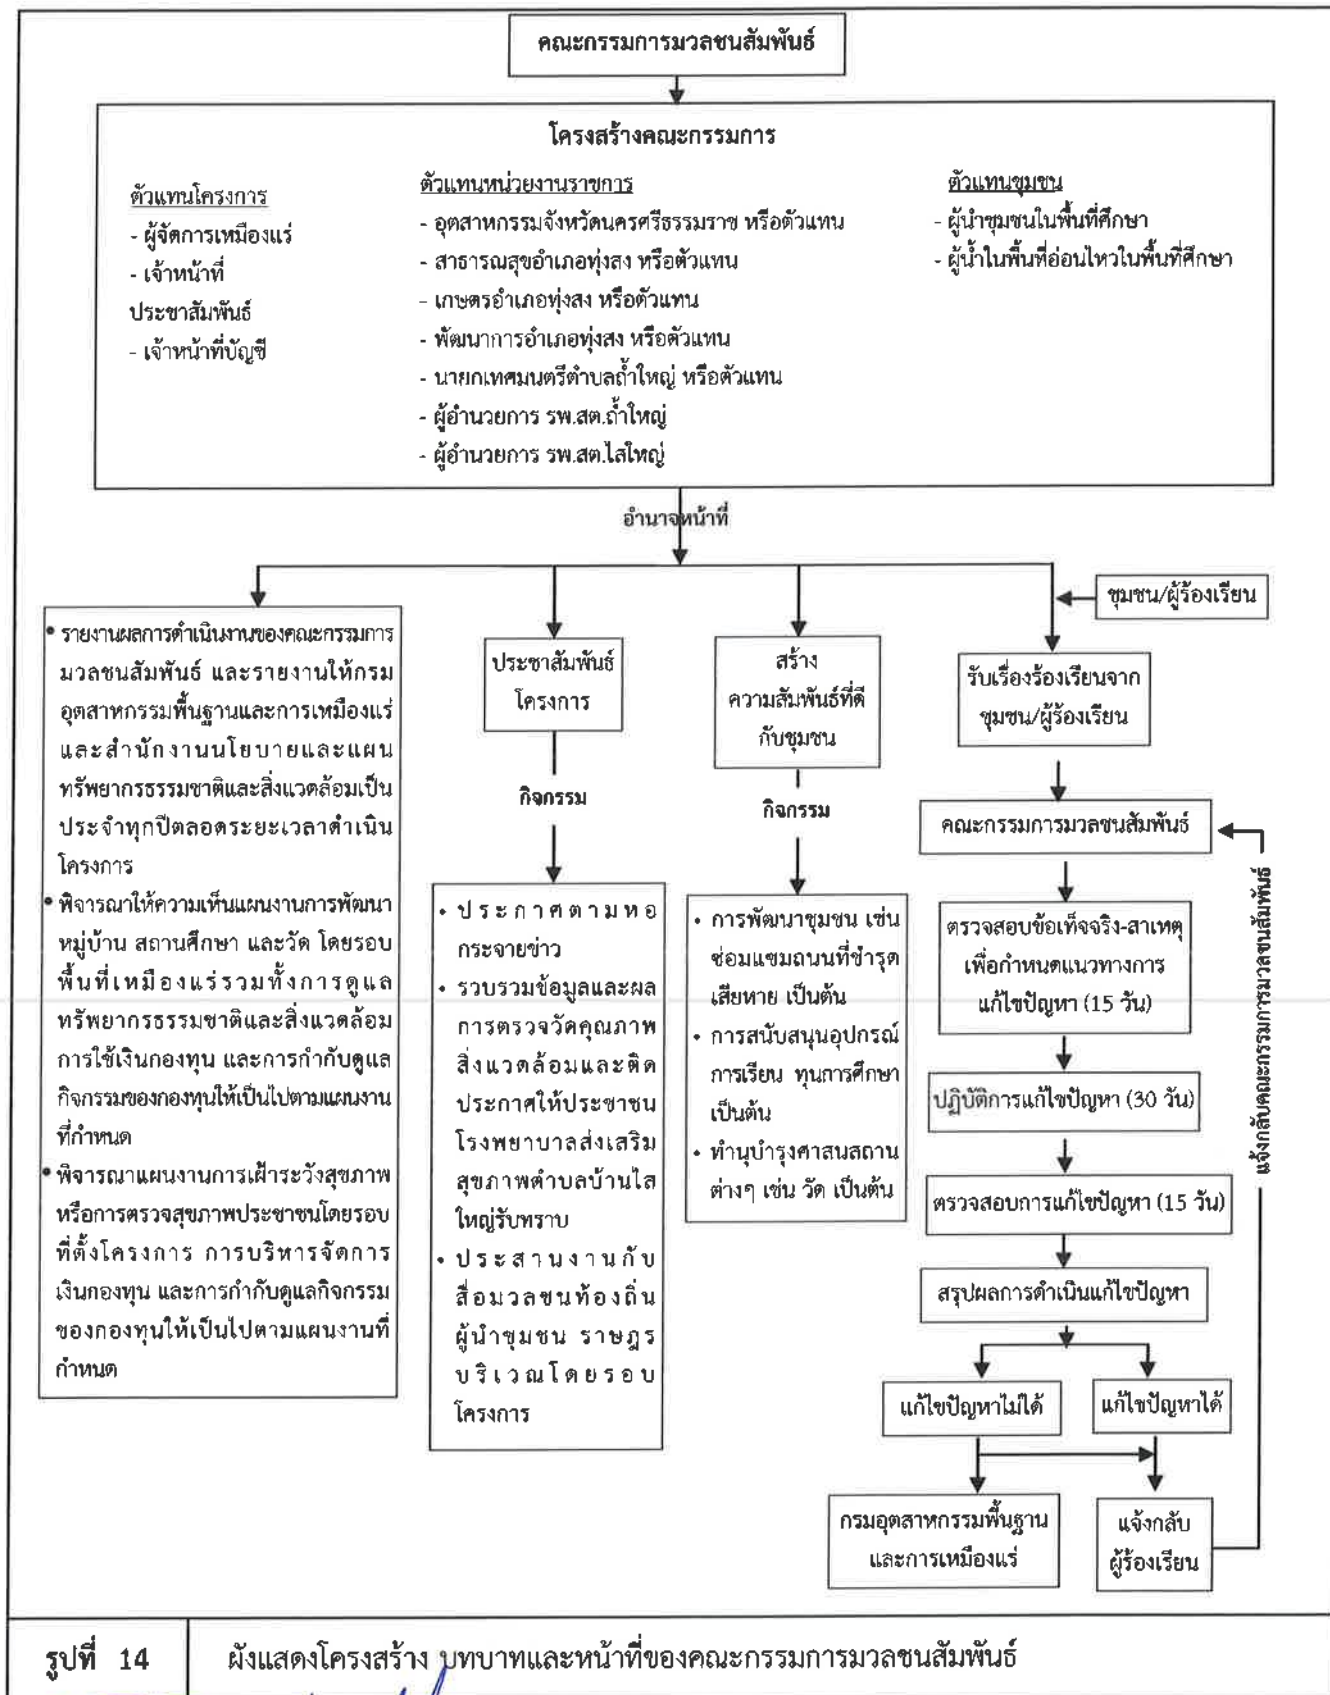 คณะกรรมการมวลชนสัมพันธ์
โครงสร้างคณะกรรมการ
ตัวแทนโครงการ
- ผู้จัดการเหมืองแร่
- เจ้าหน้าที่
ประชาสัมพันธ์
- เจ้าหน้าที่บัญชี
ตัวแทนหน่วยงานราชการ
- อุตสาหกรรมจังหวัดนครศรีธรรมราช หรือตัวแทน
- สาธารณสุขอำเภอทุ่งสง หรือตัวแทน
- เกษตรอำเภอทุ่งสง หรือตัวแทน
- พัฒนาการอำเภอทุ่งสง หรือตัวแทน
- นายกเทศมนตรีตำบลถ้ำใหญ่ หรือตัวแทน
- ผู้อำนวยการ รพ.สต.ถ้ำใหญ่
- ผู้อำนวยการ รพ.สต.ไสใหญ่
ตัวแทนชุมชน
- ผู้นำชุมชนในพื้นที่ศึกษา
- ผู้นำในพื้นที่อ่อนไหวในพื้นที่ศึกษา
อำนาจหน้าที่
• รายงานผลการดำเนินงานของคณะกรรมการ
มวลชนสัมพันธ์ และรายงานให้กรม
อุตสาหกรรมพื้นฐานและการเหมืองแร่
และสำนักงานนโยบายและแผน
ทรัพยากรธรรมชาติและสิ่งแวดล้อมเป็น
ประจำทุกปีตลอดระยะเวลาดำเนิน
โครงการ
• พิจารณาให้ความเห็นแผนงานการพัฒนา
หมู่บ้าน สถานศึกษา และวัด โดยรอบ
พื้นที่เหมืองแร่รวมทั้งการดูแล
ทรัพยากรธรรมชาติและสิ่งแวดล้อม
การใช้เงินกองทุน และการกำกับดูแล
กิจกรรมของกองทุนให้เป็นไปตามแผนงาน
ที่กำหนด
• พิจารณาแผนงานการเฝ้าระวังสุขภาพ
หรือการตรวจสุขภาพประชาชนโดยรอบ
ที่ตั้งโครงการ การบริหารจัดการ
เงินกองทุน และการกำกับดูแลกิจกรรม
ของกองทุนให้เป็นไปตามแผนงานที่
กำหนด
ประชาสัมพันธ์
โครงการ
กิจกรรม
• ประกาศตามหอ
กระจายข่าว
• รวบรวมข้อมูลและผล
การตรวจวัดคุณภาพ
สิ่งแวดล้อมและติด
ประกาศให้ประชาชน
โรงพยาบาลส่งเสริม
สุขภาพตำบลบ้านไส
ใหญ่รับทราบ
• ประสานงานกับ
สื่อมวลชนท้องถิ่น
ผู้นำชุมชน ราษฎร
บริเวณโดยรอบ
โครงการ
สร้าง
ความสัมพันธ์ที่ดี
กับชุมชน
กิจกรรม
• การพัฒนาชุมชน เช่น
ซ่อมแซมถนนที่ชำรุด
เสียหาย เป็นต้น
• การสนับสนุนอุปกรณ์
การเรียน ทุนการศึกษา
เป็นต้น
• ทำนุบำรุงศาสนสถาน
ต่างๆ เช่น วัด เป็นต้น
ชุมชน/ผู้ร้องเรียน
รับเรื่องร้องเรียนจาก
ชุมชน/ผู้ร้องเรียน
คณะกรรมการมวลชนสัมพันธ์
ตรวจสอบข้อเท็จจริง-สาเหตุ
เพื่อกำหนดแนวทางการ
แก้ไขปัญหา (15 วัน)
ปฏิบัติการแก้ไขปัญหา (30 วัน)
ตรวจสอบการแก้ไขปัญหา (15 วัน)
สรุปผลการดำเนินแก้ไขปัญหา
แก้ไขปัญหาไม่ได้
แก้ไขปัญหาได้
กรมอุตสาหกรรมพื้นฐาน
และการเหมืองแร่
แจ้งกลับ
ผู้ร้องเรียน
แจ้งกลับคณะกรรมการมวลชนสัมพันธ์
รูปที่ 14
ผังแสดงโครงสร้าง บทบาทและหน้าที่ของคณะกรรมการมวลชนสัมพันธ์